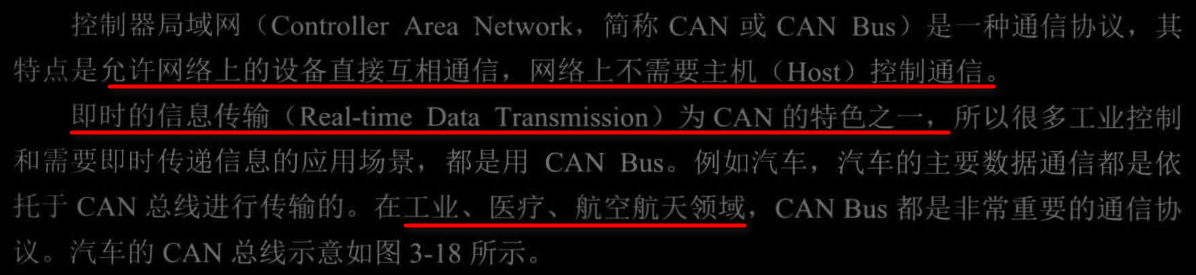 控制器局域网（Controller Area Network，简称 CAN 或 CAN Bus）是一种通信协议，其
特点是允许网络上的设备直接互相通信，网络上不需要主机（Host）控制通信。
即时的信息传输（Real-time Data Transmission）为 CAN 的特色之一，所以很多工业控制
和需要即时传递信息的应用场景，都是用 CAN Bus。例如汽车，汽车的主要数据通信都是依
托于 CAN 总线进行传输的。在工业、医疗、航空航天领域，CAN Bus 都是非常重要的通信协
议。汽车的 CAN 总线示意如图 3-18 所示。